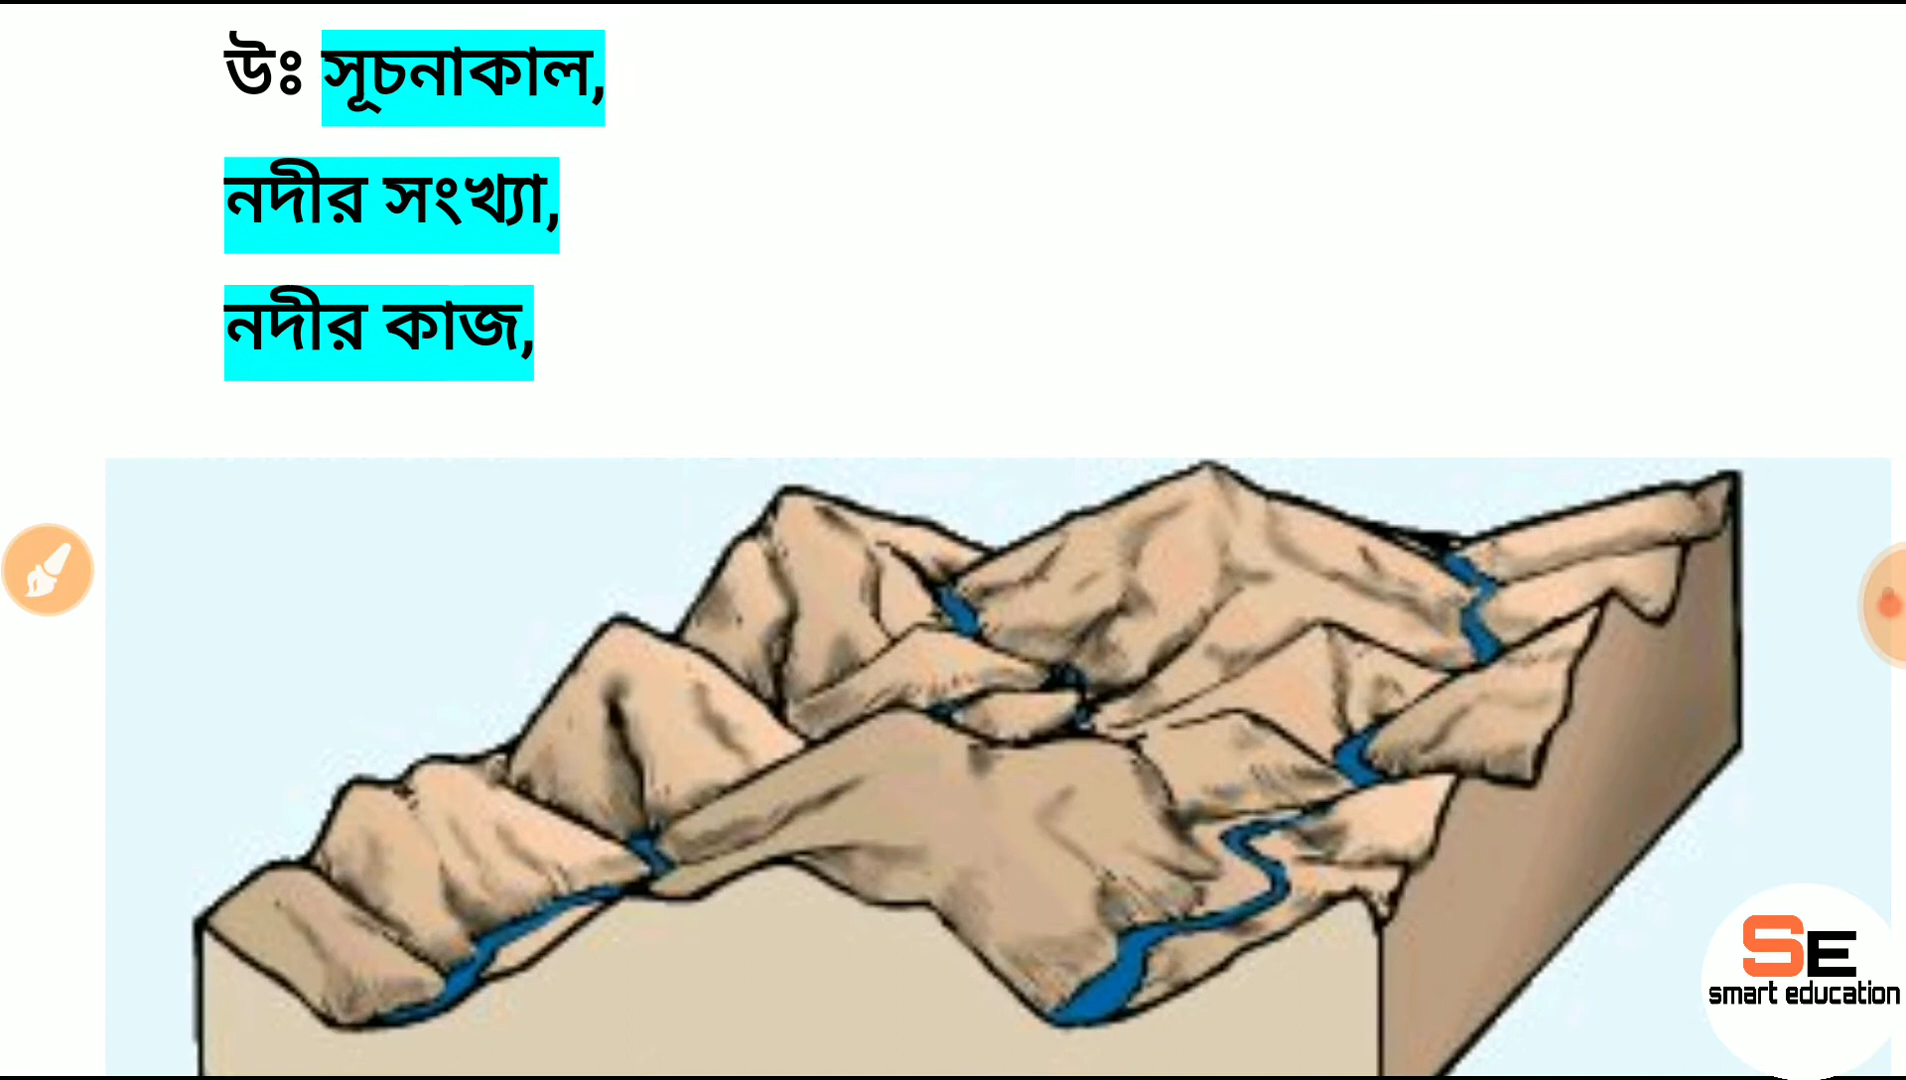 উঃ সূচনাকাল,
নদীর সংখ্যা,
নদীর কাজ,
SE
smart education